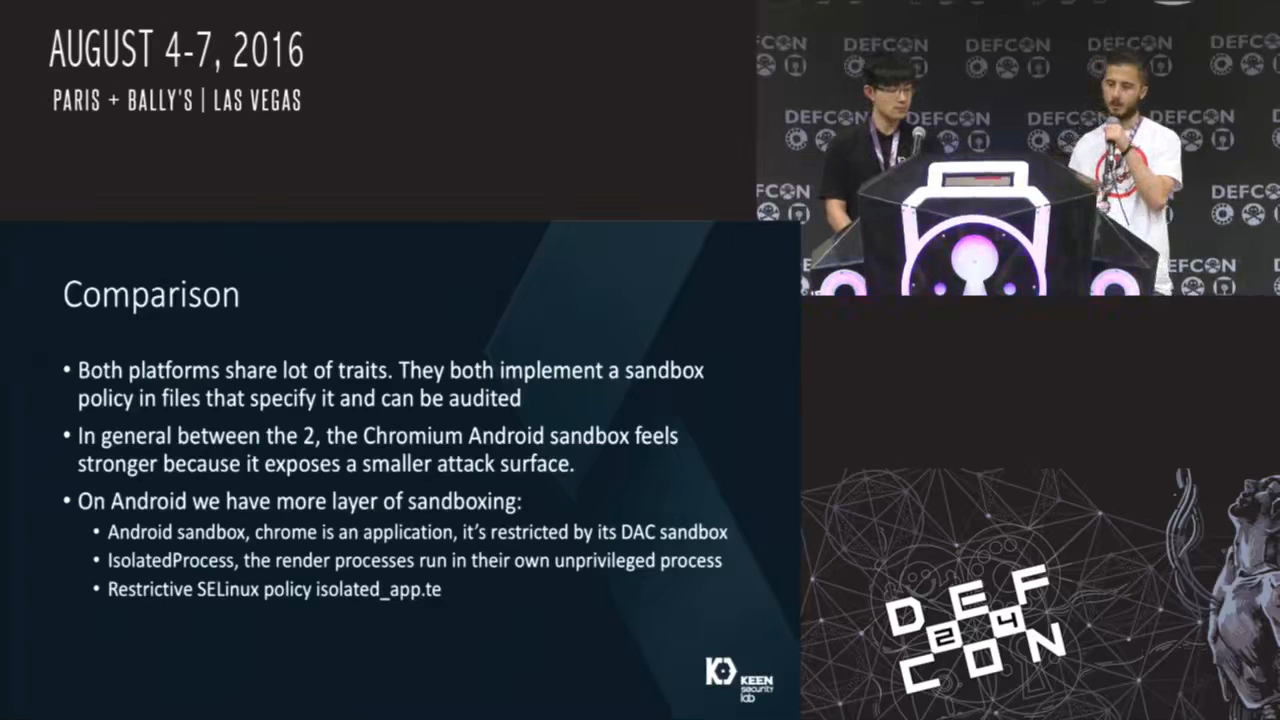 AUGUST 4-7, 2016
PARIS + BALLY'S | LAS VEGAS
DEFCON DEFCON DEFCON
DEFCON DEFCON DEFCON
DEFCON
Comparison
• Both platforms share lot of traits. They both implement a sandbox
policy in files that specify it and can be audited
• In general between the 2, the Chromium Android sandbox feels
stronger because it exposes a smaller attack surface.
• On Android we have more layer of sandboxing:
• Android sandbox, chrome is an application, it's restricted by its DAC sandbox
• IsolatedProcess, the render processes run in their own unprivileged process
• Restrictive SELinux policy isolated_app.te
KEEN
security
lab
DEF
24
CON